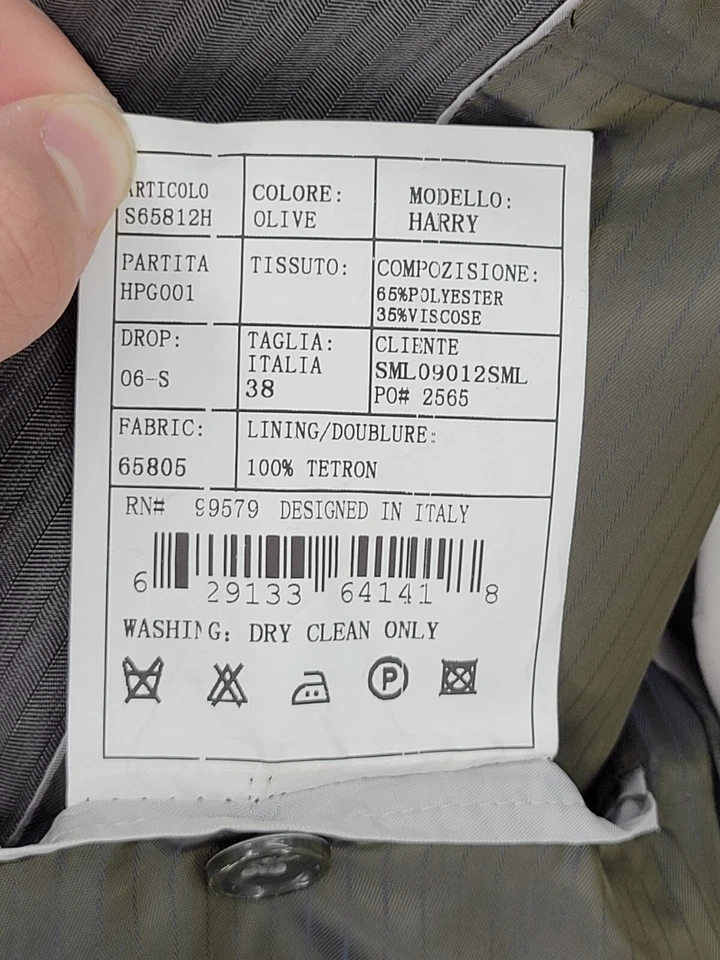 ARTICOLO
S65812H
COLORE:
OLIVE
MODELLO:
HARRY
PARTITA
HPG001
TISSUTO:
COMPOZISIONE:
65%POLYESTER
35%VISCOSE
DROP:
06-S
TAGLIA:
ITALIA
38
CLIENTE
SML09012SML
PO# 2565
FABRIC:
65805
LINING/DOUBLURE:
100% TETRON
RN# 99579 DESIGNED IN ITALY
6 29133 64141 8
WASHING: DRY CLEAN ONLY
P